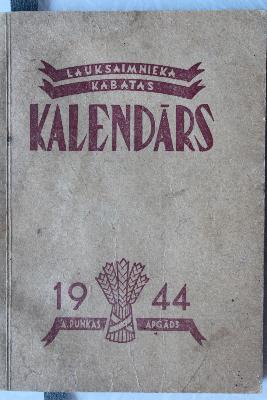 LAUKSAIMNIEKA
KABATAS
KALENDĀRS
19 44
A. PUNKAS APGĀDS